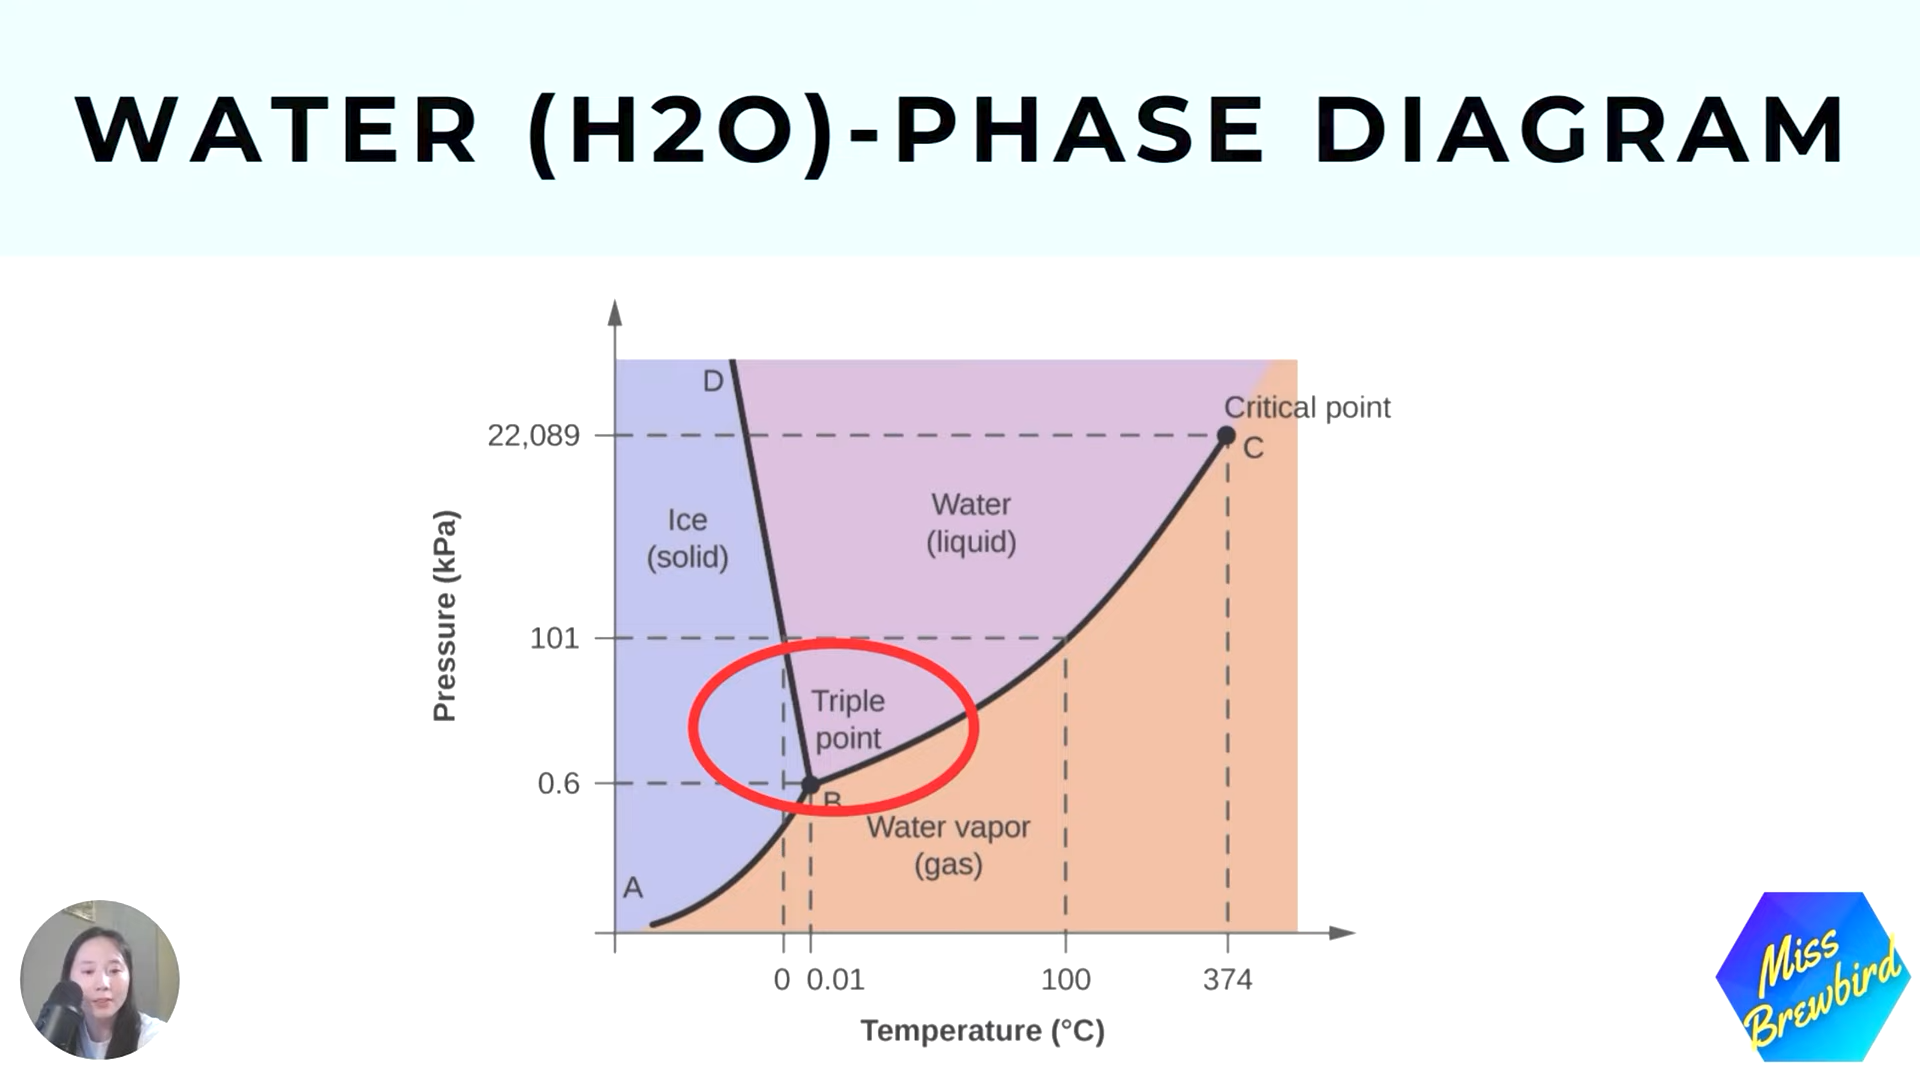 WATER (H2O)-PHASE DIAGRAM
D
Critical point
22,089
C
Water
(liquid)
Ice
(solid)
Pressure (kPa)
101
Triple
point
0.6
B
Water vapor
(gas)
A
0 0.01 100 374
Temperature (°C)
Miss
Brewbird